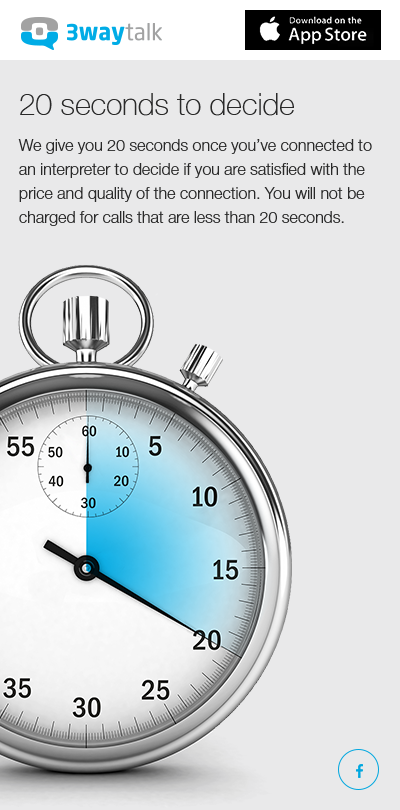 3waytalk
Download on the
App Store
20 seconds to decide
We give you 20 seconds once you’ve connected to
an interpreter to decide if you are satisfied with the
price and quality of the connection. You will not be
charged for calls that are less than 20 seconds.
60
55
5
50
10
40
20
30
10
15
20
35
25
30
f